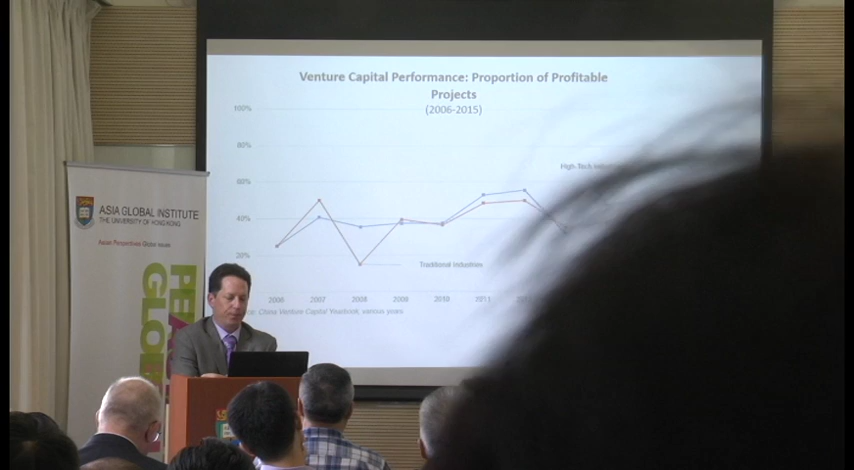 Venture Capital Performance: Proportion of Profitable
Projects
(2006-2015)
100%
80%
60%
40%
20%
High-Tech
Traditional Industries
2006 2007 2008 2009 2010 2011
China Venture Capital Yearbook, various years
ASIA GLOBAL INSTITUTE
THE UNIVERSITY OF HONG KONG
Asian Perspectives Global Issues